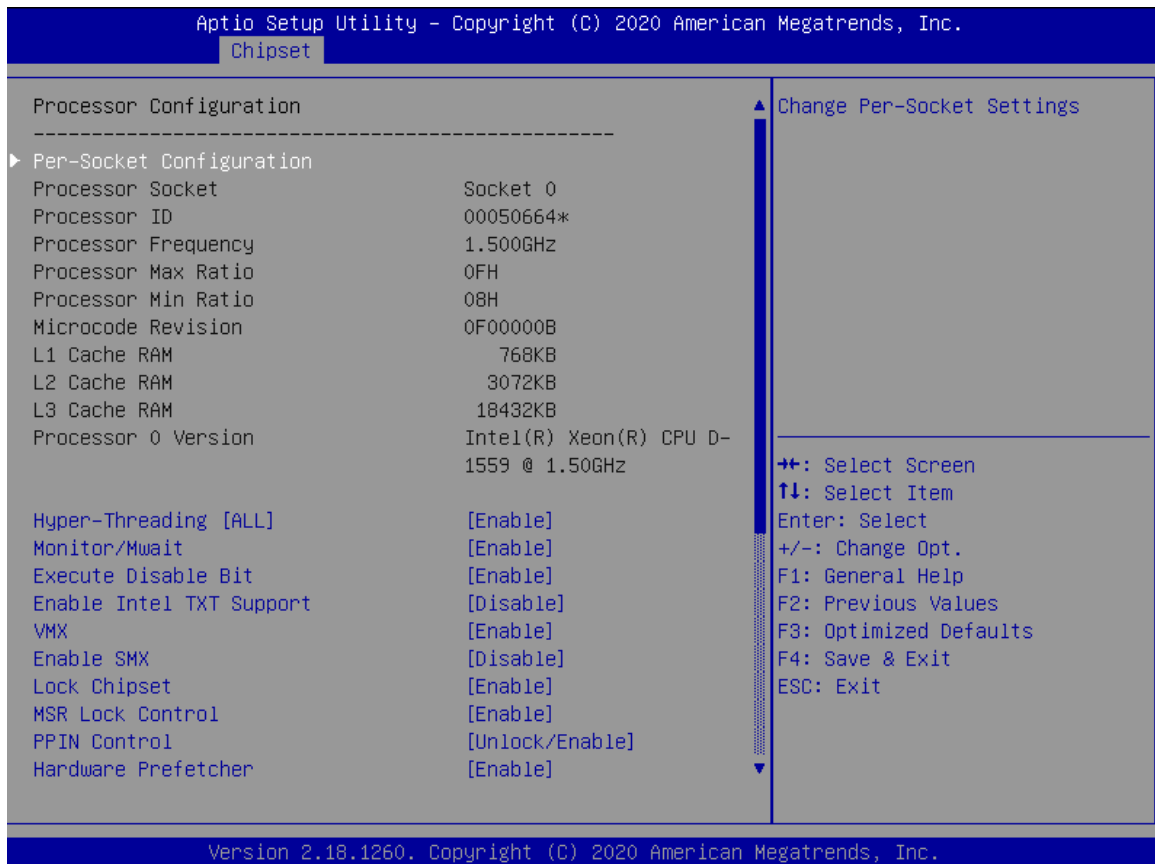 Aptio Setup Utility – Copyright (C) 2020 American Megatrends, Inc.
Chipset
Processor Configuration
--------------------------------------------------
Per-Socket Configuration
Processor Socket Socket 0
Processor ID 00050664*
Processor Frequency 1.500GHz
Processor Max Ratio 0FH
Processor Min Ratio 08H
Microcode Revision 0F00000B
L1 Cache RAM 768KB
L2 Cache RAM 3072KB
L3 Cache RAM 18432KB
Processor 0 Version Intel(R) Xeon(R) CPU D-
1559 @ 1.50GHz
Hyper-Threading [ALL] [Enable]
Monitor/Mwait [Enable]
Execute Disable Bit [Enable]
Enable Intel TXT Support [Disable]
VMX [Enable]
Enable SMX [Disable]
Lock Chipset [Enable]
MSR Lock Control [Enable]
PPIN Control [Unlock/Enable]
Hardware Prefetcher [Enable]
Change Per-Socket Settings
→←: Select Screen
↑↓: Select Item
Enter: Select
+/-: Change Opt.
F1: General Help
F2: Previous Values
F3: Optimized Defaults
F4: Save & Exit
ESC: Exit
Version 2.18.1260. Copyright (C) 2020 American Megatrends, Inc.